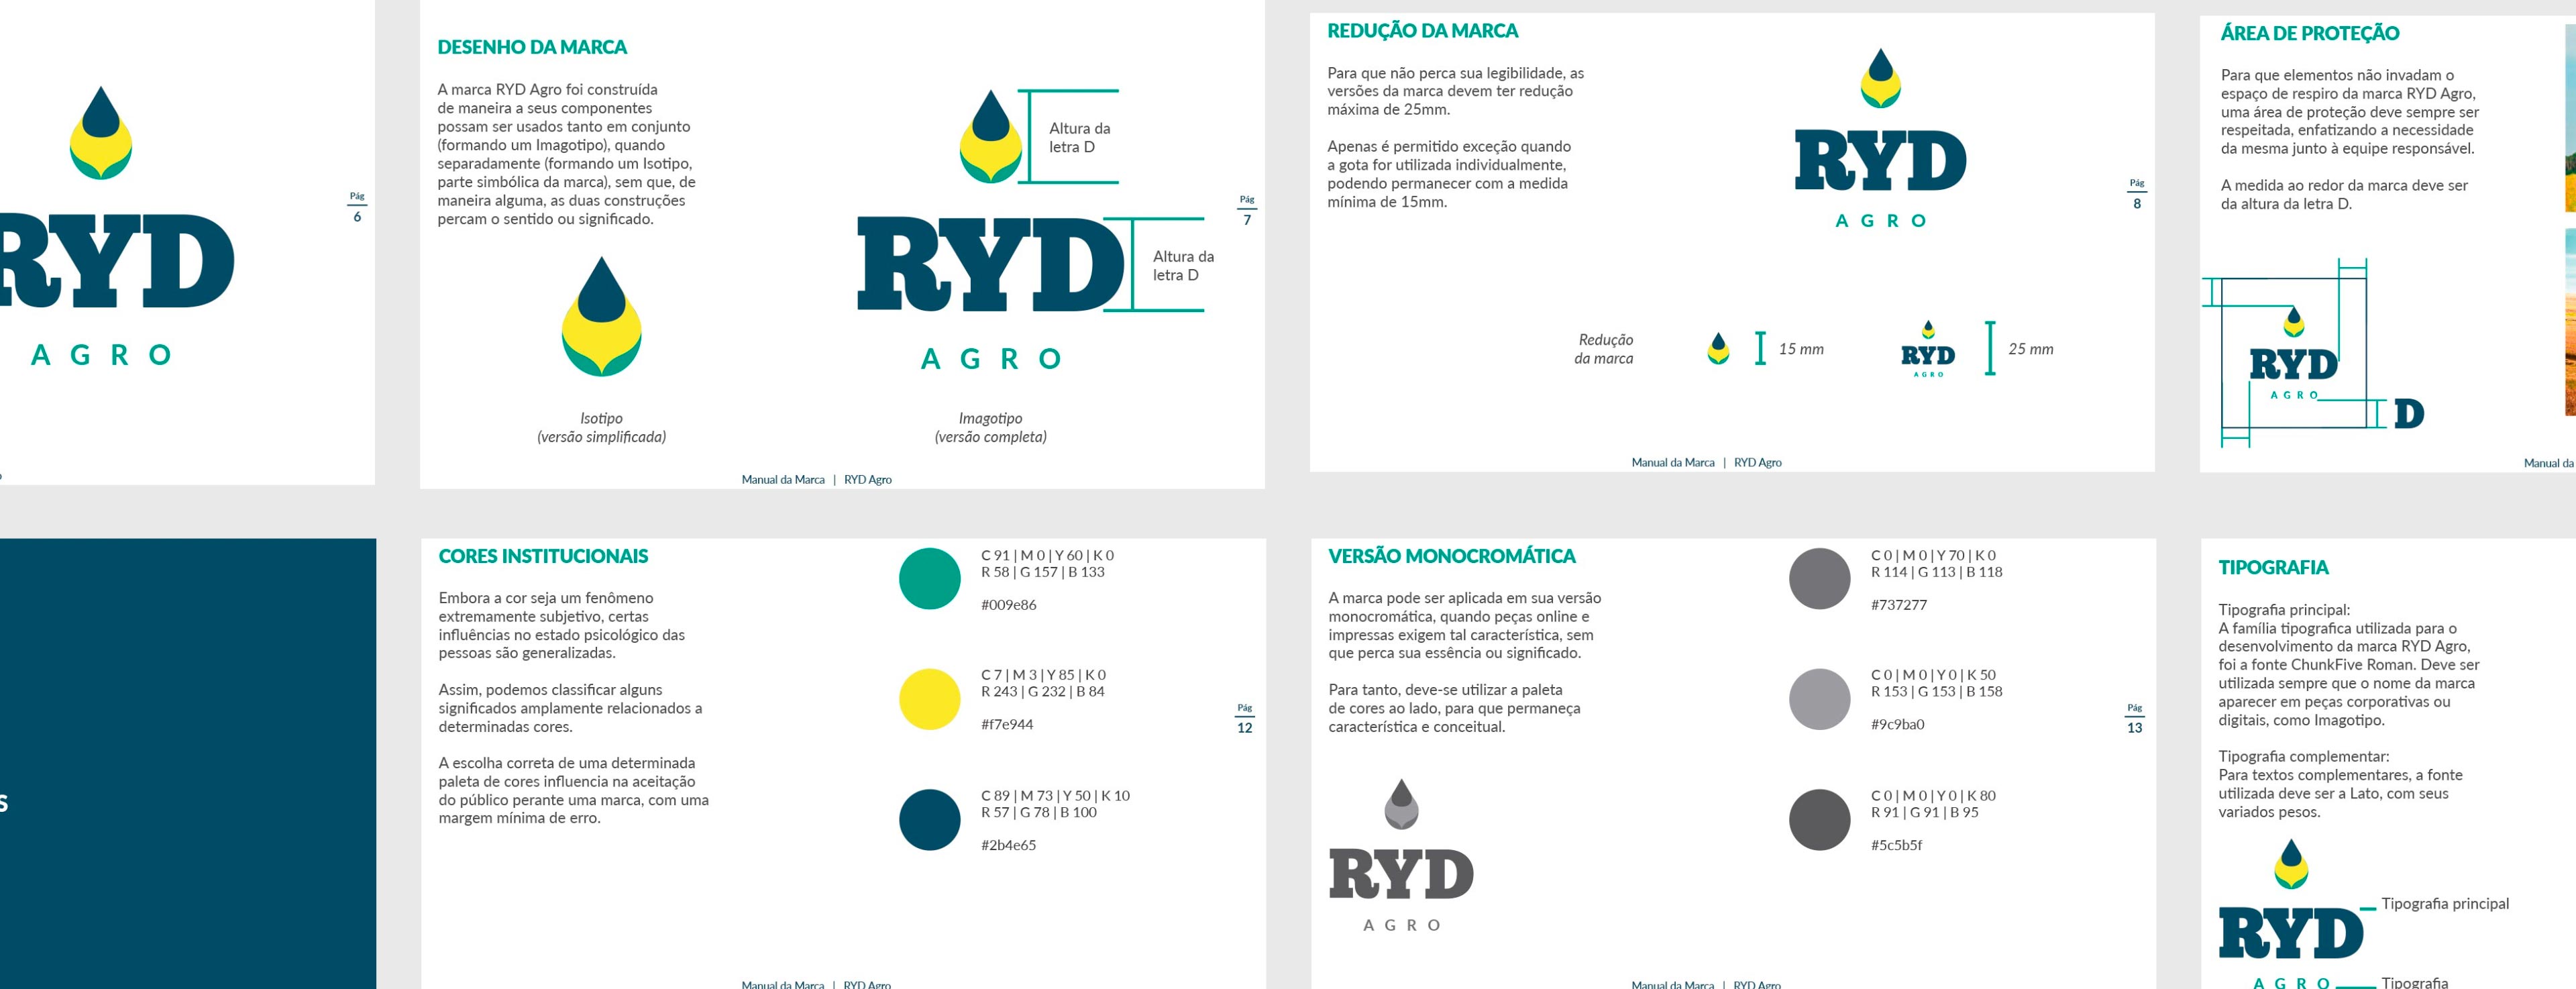 RYD
AGRO
Pág
6
DESENHO DA MARCA
A marca RYD Agro foi construída
de maneira a seus componentes
possam ser usados tanto em conjunto
(formando um Imagotipo), quando
separadamente (formando um Isotipo,
parte simbólica da marca), sem que, de
maneira alguma, as duas construções
percam o sentido ou significado.
Isotipo
(versão simplificada)
Altura da
letra D
RYD
Altura da
letra D
AGRO
Imagotipo
(versão completa)
Pág
7
Manual da Marca | RYD Agro
REDUÇÃO DA MARCA
Para que não perca sua legibilidade, as
versões da marca devem ter redução
máxima de 25mm.
Apenas é permitido exceção quando
a gota for utilizada individualmente,
podendo permanecer com a medida
mínima de 15mm.
RYD
AGRO
Redução
da marca
15 mm
RYD
AGRO
25 mm
Pág
8
Manual da Marca | RYD Agro
ÁREA DE PROTEÇÃO
Para que elementos não invadam o
espaço de respiro da marca RYD Agro,
uma área de proteção deve sempre ser
respeitada, enfatizando a necessidade
da mesma junto à equipe responsável.
A medida ao redor da marca deve ser
da altura da letra D.
RYD
AGRO
D
Manual da
S
CORES INSTITUCIONAIS
Embora a cor seja um fenômeno
extremamente subjetivo, certas
influências no estado psicológico das
pessoas são generalizadas.
Assim, podemos classificar alguns
significados amplamente relacionados a
determinadas cores.
A escolha correta de uma determinada
paleta de cores influencia na aceitação
do público perante uma marca, com uma
margem mínima de erro.
C 91 | M 0 | Y 60 | K 0
R 58 | G 157 | B 133
#009e86
C 7 | M 3 | Y 85 | K 0
R 243 | G 232 | B 84
#f7e944
C 89 | M 73 | Y 50 | K 10
R 57 | G 78 | B 100
#2b4e65
Pág
12
Manual da Marca | RYD Agro
VERSÃO MONOCROMÁTICA
A marca pode ser aplicada em sua versão
monocromática, quando peças online e
impressas exigem tal característica, sem
que perca sua essência ou significado.
Para tanto, deve-se utilizar a paleta
de cores ao lado, para que permaneça
característica e conceitual.
RYD
AGRO
C 0 | M 0 | Y 70 | K 0
R 114 | G 113 | B 118
#737277
C 0 | M 0 | Y 0 | K 50
R 153 | G 153 | B 158
#9c9ba0
C 0 | M 0 | Y 0 | K 80
R 91 | G 91 | B 95
#5c5b5f
Pág
13
Manual da Marca | RYD Agro
TIPOGRAFIA
Tipografia principal:
A família tipografica utilizada para o
desenvolvimento da marca RYD Agro,
foi a fonte ChunkFive Roman. Deve ser
utilizada sempre que o nome da marca
aparecer em peças corporativas ou
digitais, como Imagotipo.
Tipografia complementar:
Para textos complementares, a fonte
utilizada deve ser a Lato, com seus
variados pesos.
RYD
Tipografia principal
AGRO
Tipografia